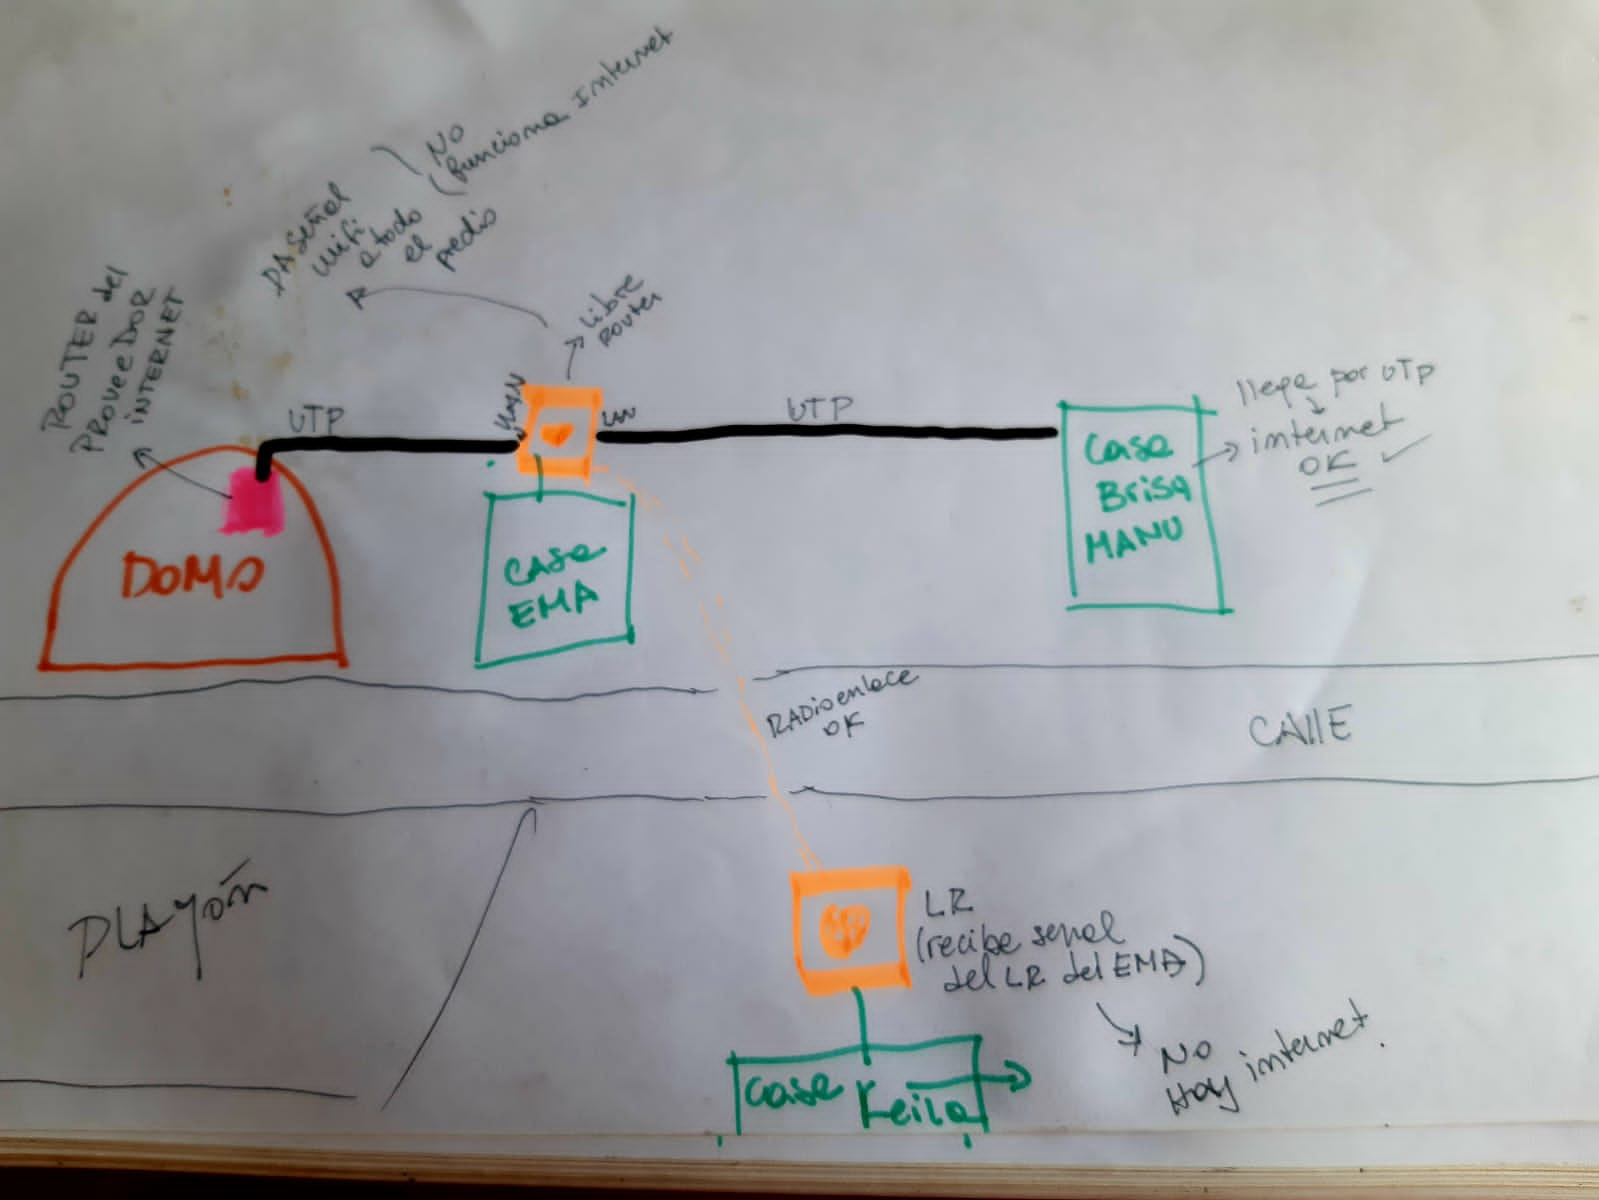 NO
(funciona Internet
DA señal
wifi
a todo
el
predio
ROUTER del
PROVEEDOR
INTERNET
Libre
Router
UTP
WAN
LAN
UTP
llega por UTP
internet
OK
Casa
Brisa
MANU
DOMO
CASA
EMA
RADioenlace
OK
CAllE
PLAYón
LR
(recibe señal
del LR del EMA)
NO
Hay internet.
Casa Keila